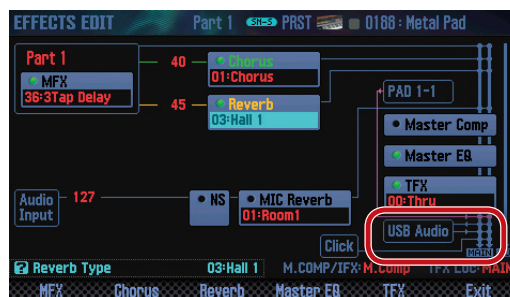 EFFECTS EDIT Part 1 SN-S PRST 0188: Metal Pad
Part 1
MFX
36:3Tap Delay
40
Chorus
01:Chorus
45
Reverb
03:Hall 1
PAD 1-1
Master Comp
Master EQ
TFX
00:Thru
Audio Input
127
NS
MIC Reverb
01:Room1
USB Audio
Click
MAIN
Reverb Type 03:Hall 1 M.COMP/IFX:M.Comp TFX Loc:MAIN
MFX Chorus Reverb Master EQ TFX Exit